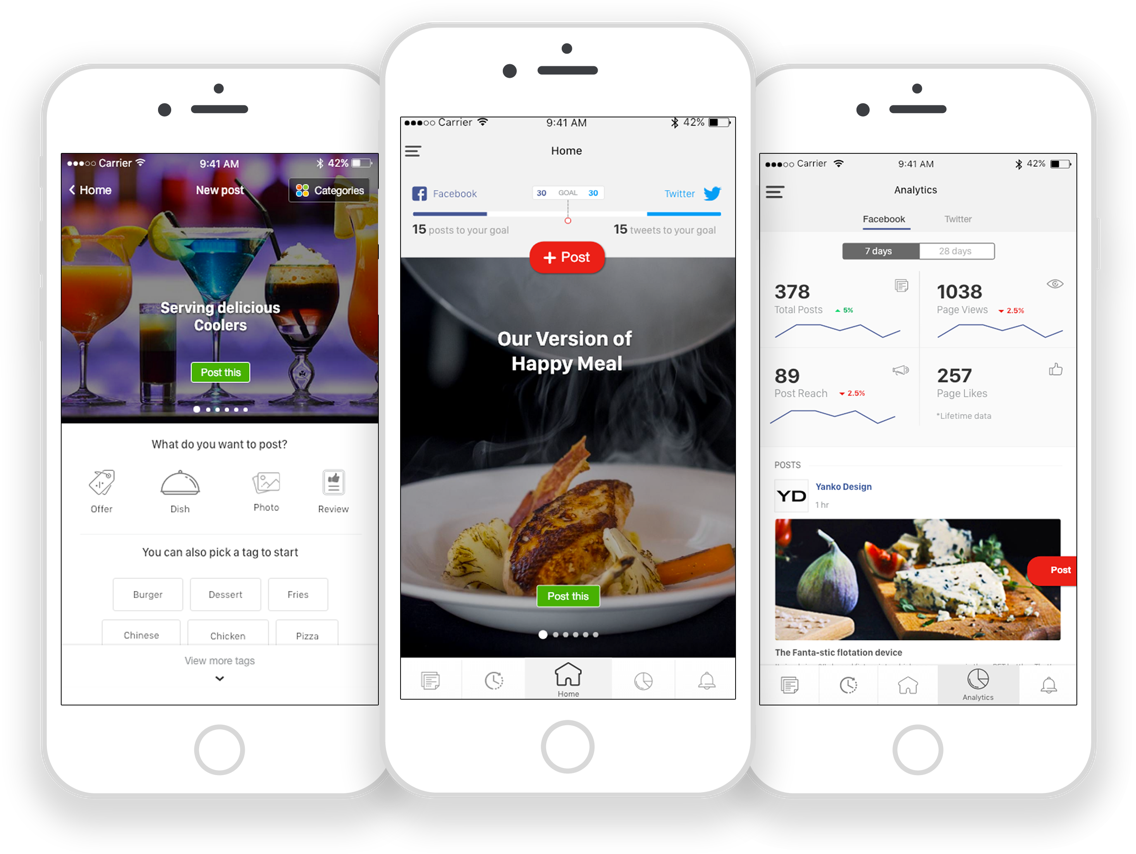 Carrier 9:41 AM 42%
Home New post Categories
Serving delicious
Coolers
Post this
What do you want to post?
Offer Dish Photo Review
You can also pick a tag to start
Burger Dessert Fries
Chinese Chicken Pizza
View more tags
Carrier 9:41 AM 42%
Home
Facebook 30 GOAL 30 Twitter
15 posts to your goal 15 tweets to your goal
+ Post
Our Version of
Happy Meal
Post this
Home
Carrier 9:41 AM 42%
Analytics
Facebook Twitter
7 days 28 days
378 1038
Total Posts 5% Page Views 2.5%
89 257
Post Reach 2.5% Page Likes
*Lifetime data
POSTS
YD Yanko Design
1 hr
Post
The Fanta-stic flotation device
Analytics